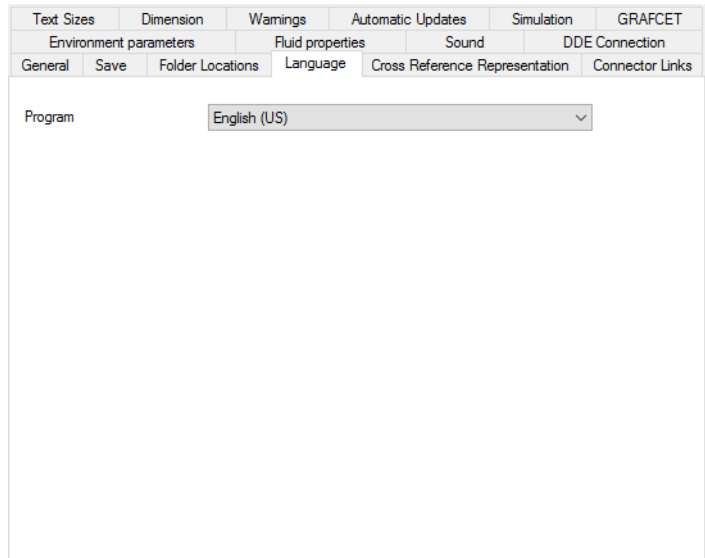 Text Sizes Dimension Warnings Automatic Updates Simulation GRAFCET
Environment parameters Fluid properties Sound DDE Connection
General Save Folder Locations Language Cross Reference Representation Connector Links
Program English (US)